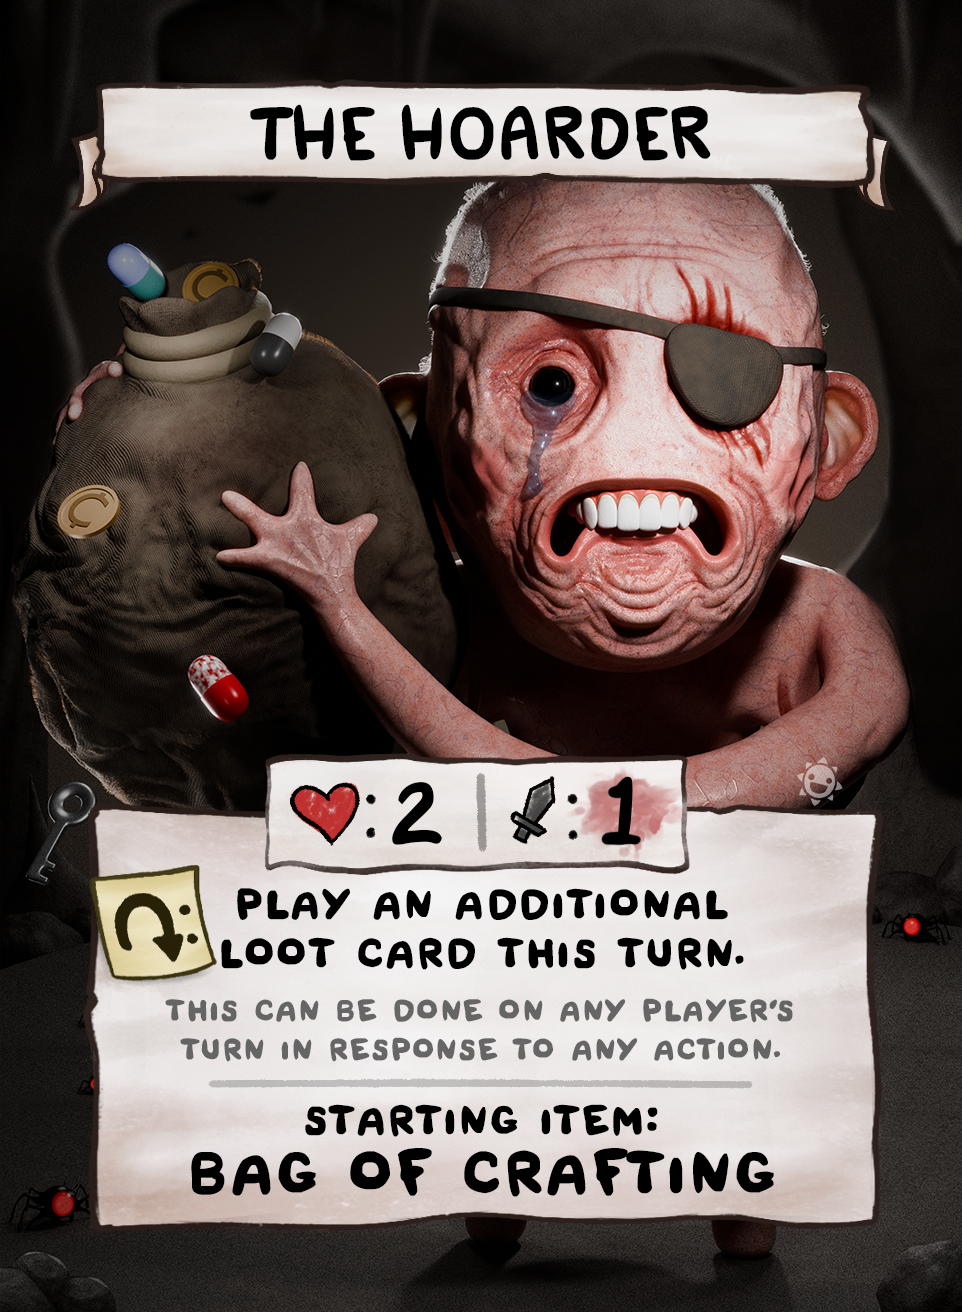 THE HOARDER
: 2 | : 1
: PLAY AN ADDITIONAL
LOOT CARD THIS TURN.
THIS CAN BE DONE ON ANY PLAYER'S
TURN IN RESPONSE TO ANY ACTION.
STARTING ITEM:
BAG OF CRAFTING